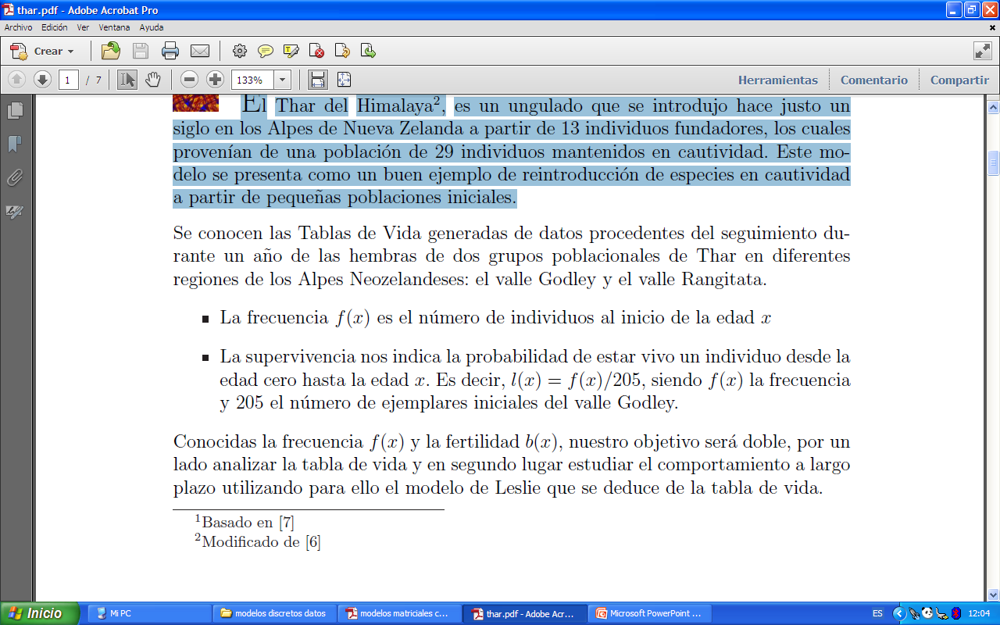 thar.pdf - Adobe Acrobat Pro
Archivo Edición Ver Ventana Ayuda
Crear
1 / 7 133% Herramientas Comentario Compartir
El Thar del Himalaya², es un ungulado que se introdujo hace justo un
siglo en los Alpes de Nueva Zelanda a partir de 13 individuos fundadores, los cuales
provenían de una población de 29 individuos mantenidos en cautividad. Este mo-
delo se presenta como un buen ejemplo de reintroducción de especies en cautividad
a partir de pequeñas poblaciones iniciales.
Se conocen las Tablas de Vida generadas de datos procedentes del seguimiento du-
rante un año de las hembras de dos grupos poblacionales de Thar en diferentes
regiones de los Alpes Neozelandeses: el valle Godley y el valle Rangitata.
▪ La frecuencia f(x) es el número de individuos al inicio de la edad x
▪ La supervivencia nos indica la probabilidad de estar vivo un individuo desde la
edad cero hasta la edad x. Es decir, l(x) = f(x)/205, siendo f(x) la frecuencia
y 205 el número de ejemplares iniciales del valle Godley.
Conocidas la frecuencia f(x) y la fertilidad b(x), nuestro objetivo será doble, por un
lado analizar la tabla de vida y en segundo lugar estudiar el comportamiento a largo
plazo utilizando para ello el modelo de Leslie que se deduce de la tabla de vida.
¹Basado en [7]
²Modificado de [6]
Inicio Mi PC modelos discretos datos modelos matriciales c... thar.pdf - Adobe Acr... Microsoft PowerPoint ... ES 12:04